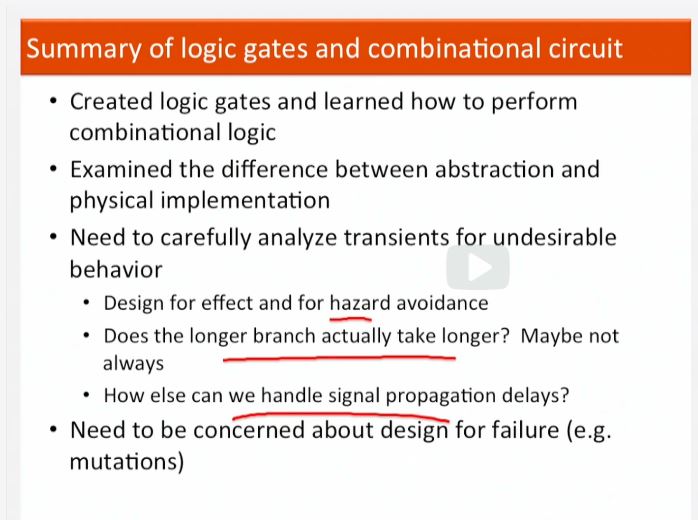 Summary of logic gates and combinational circuit
• Created logic gates and learned how to perform
combinational logic
• Examined the difference between abstraction and
physical implementation
• Need to carefully analyze transients for undesirable
behavior
• Design for effect and for hazard avoidance
• Does the longer branch actually take longer? Maybe not
always
• How else can we handle signal propagation delays?
• Need to be concerned about design for failure (e.g.
mutations)